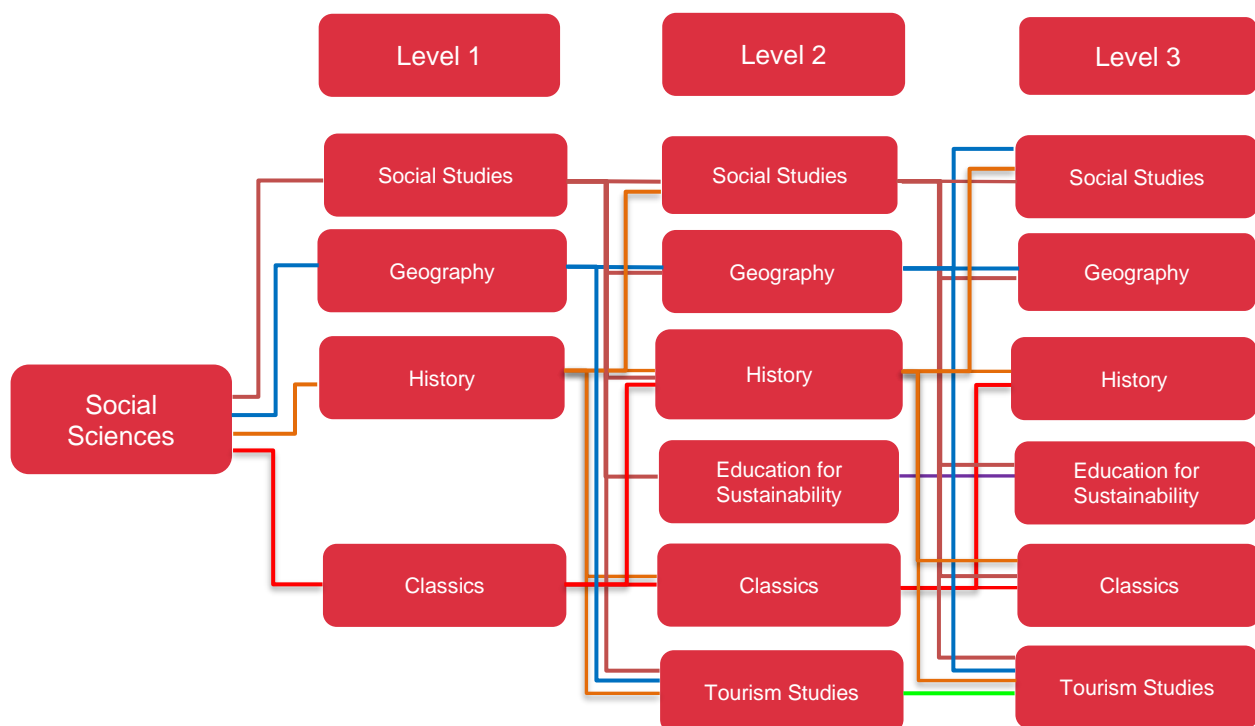 Level 1
Level 2
Level 3
Social Studies
Social Studies
Social Studies
Geography
Geography
Geography
Social
Sciences
History
History
History
Education for
Sustainability
Education for
Sustainability
Classics
Classics
Classics
Tourism Studies
Tourism Studies